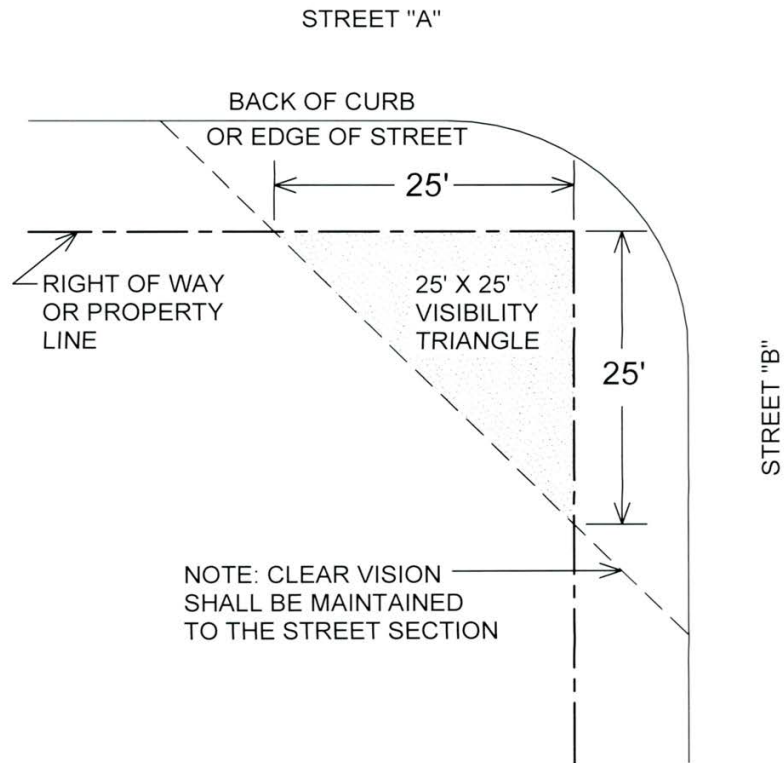 STREET "A"
BACK OF CURB
OR EDGE OF STREET
25'
RIGHT OF WAY
OR PROPERTY
LINE
25' X 25'
VISIBILITY
TRIANGLE
25'
STREET "B"
NOTE: CLEAR VISION
SHALL BE MAINTAINED
TO THE STREET SECTION